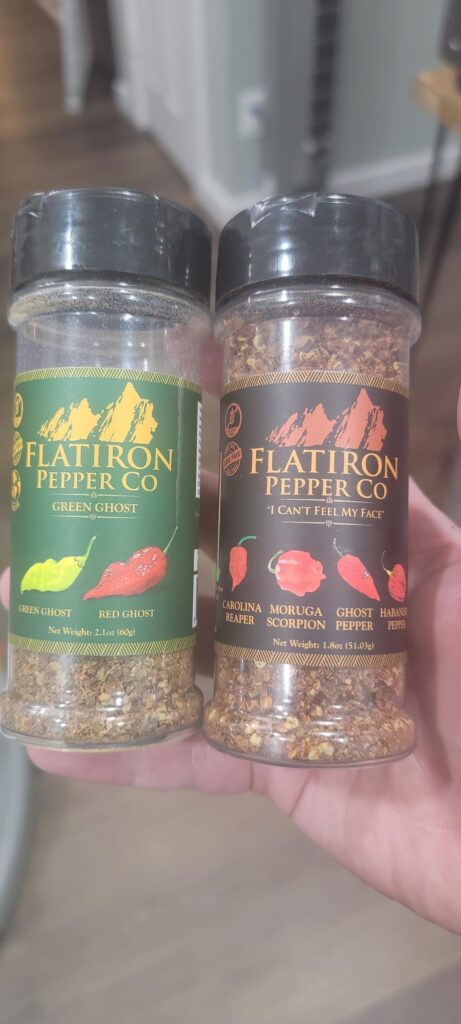 FLATIRON
PEPPER CO
GREEN GHOST
GREEN GHOST
RED GHOST
Net Weight: 2.1oz (60g)
FLATIRON
PEPPER CO
"I CAN'T FEEL MY FACE"
CAROLINA
REAPER
MORUGA
SCORPION
GHOST
PEPPER
HABANERO
PEPPER
Net Weight: 1.8oz (51.03g)